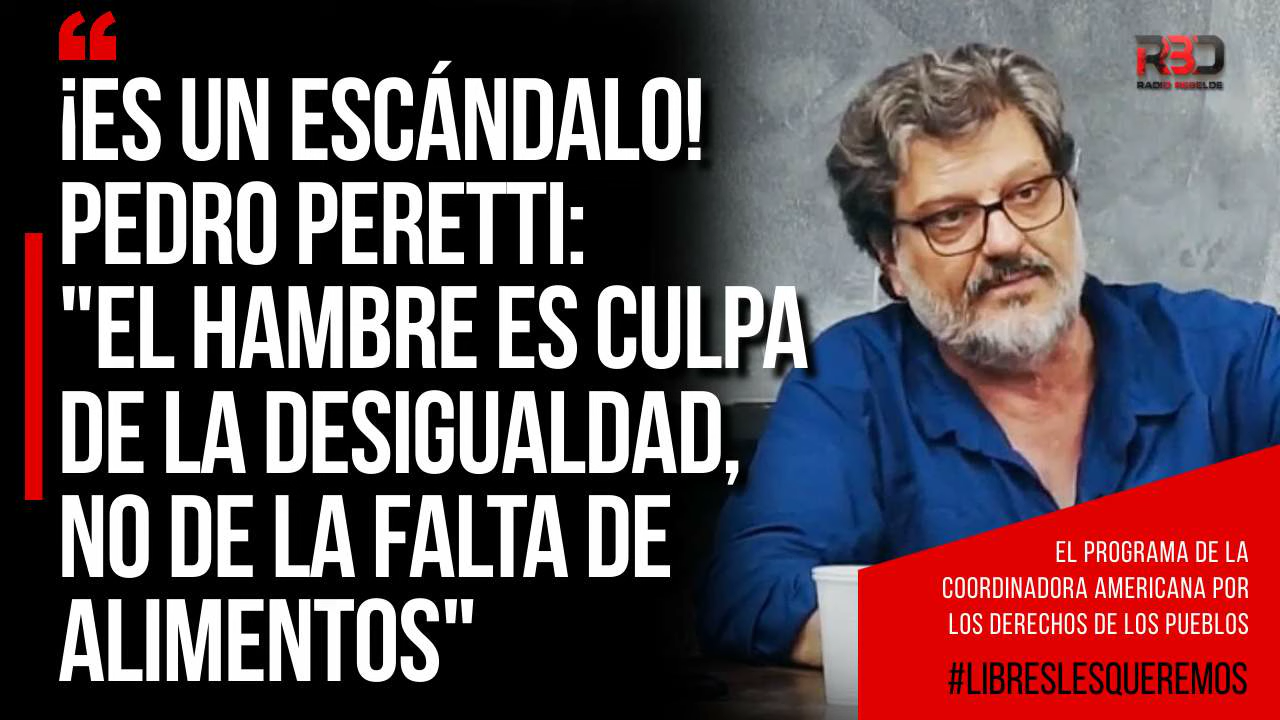 “
¡ES UN ESCÁNDALO!
PEDRO PERETTI:
"EL HAMBRE ES CULPA
DE LA DESIGUALDAD,
NO DE LA FALTA DE
ALIMENTOS"
RBD
RADIO REBELDE
EL PROGRAMA DE LA
COORDINADORA AMERICANA POR
LOS DERECHOS DE LOS PUEBLOS
#LIBRESLESQUEREMOS